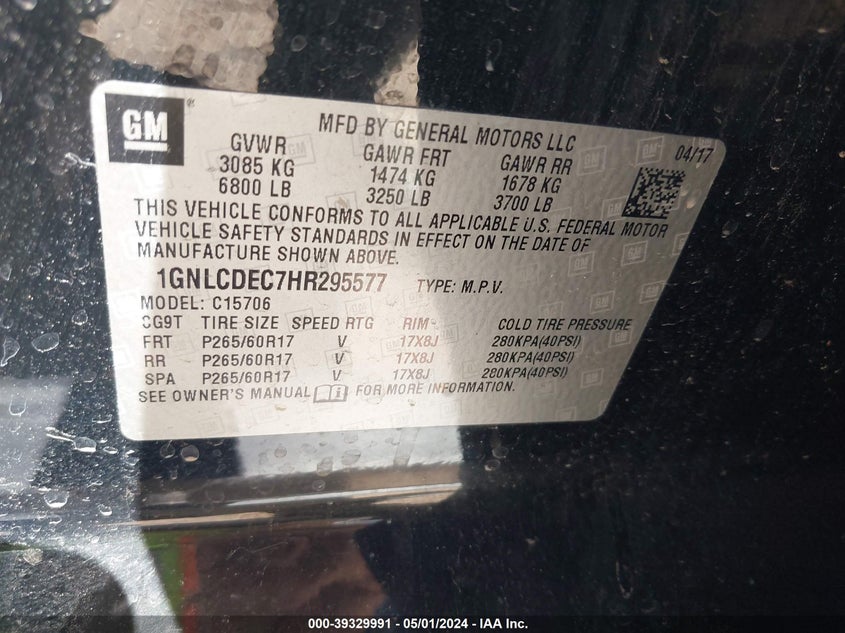 GM ®
MFD BY GENERAL MOTORS LLC 04/17
GVWR GAWR FRT GAWR RR
3085 KG 1474 KG 1678 KG
6800 LB 3250 LB 3700 LB
THIS VEHICLE CONFORMS TO ALL APPLICABLE U.S. FEDERAL MOTOR
VEHICLE SAFETY STANDARDS IN EFFECT ON THE DATE OF
MANUFACTURE SHOWN ABOVE.
1GNLCDEC7HR295577 TYPE: M.P.V.
MODEL: C15706
CG9T TIRE SIZE SPEED RTG RIM COLD TIRE PRESSURE
FRT P265/60R17 V 17X8J 280KPA(40PSI)
RR P265/60R17 V 17X8J 280KPA(40PSI)
SPA P265/60R17 V 17X8J 280KPA(40PSI)
SEE OWNER'S MANUAL FOR MORE INFORMATION.
000-39329991 - 05/01/2024 - IAA Inc.